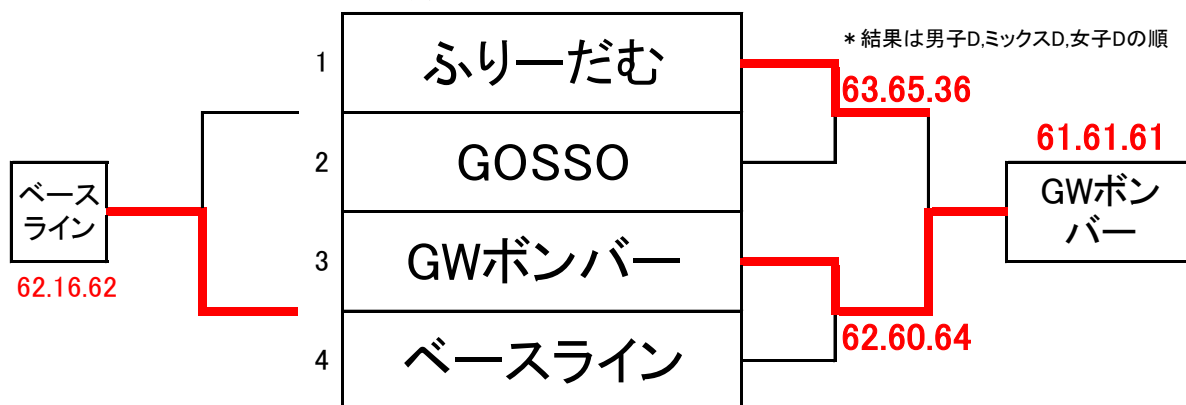 *結果は男子D,ミックスD,女子Dの順
1
ふりーだむ
63.65.36
2
GOSSO
61.61.61
ベース
ライン
GWボン
バー
3
GWボンバー
62.16.62
62.60.64
4
ベースライン